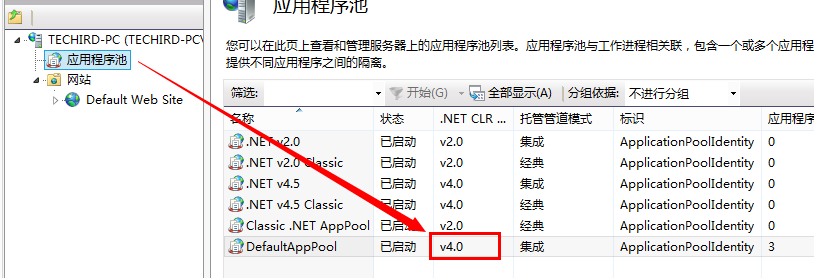 应用程序池
TECHIRD-PC (TECHIRD-PC\
应用程序池
网站
Default Web Site
您可以在此页上查看和管理服务器上的应用程序池列表。应用程序池与工作进程相关联，包含一个或多个应用程
提供不同应用程序之间的隔离。
筛选: 开始(G) 全部显示(A) 分组依据: 不进行分组
名称 状态 .NET CLR ... 托管管道模式 标识 应用程序
.NET v2.0 已启动 v2.0 集成 ApplicationPoolIdentity 0
.NET v2.0 Classic 已启动 v2.0 经典 ApplicationPoolIdentity 0
.NET v4.5 已启动 v4.0 集成 ApplicationPoolIdentity 0
.NET v4.5 Classic 已启动 v4.0 经典 ApplicationPoolIdentity 0
Classic .NET AppPool 已启动 v2.0 经典 ApplicationPoolIdentity 0
DefaultAppPool 已启动 v4.0 集成 ApplicationPoolIdentity 3